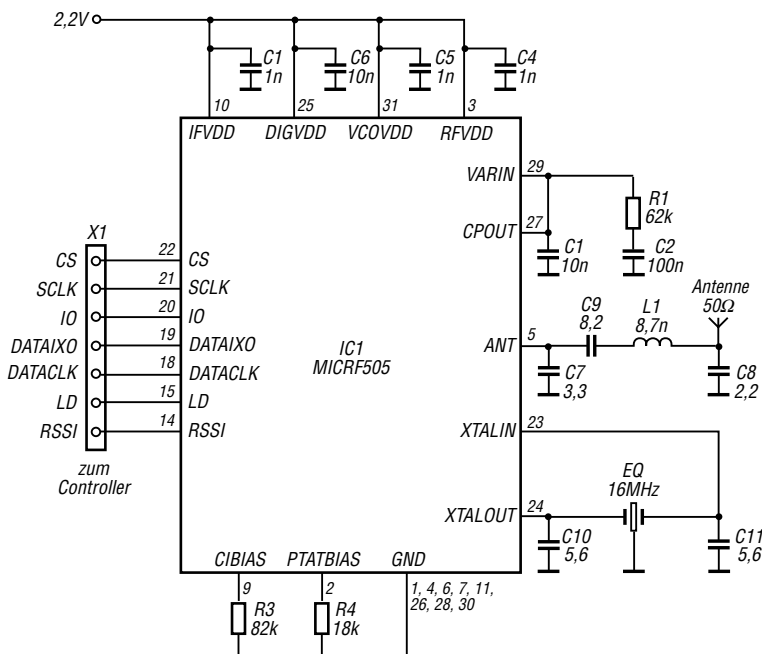 2,2V
C1
1n
C6
10n
C5
1n
C4
1n
10
25
31
3
IFVDD
DIGVDD
VCOVDD
RFVDD
VARIN
29
R1
62k
CPOUT
27
C1
10n
C2
100n
X1
CS
22
CS
SCLK
21
SCLK
IO
20
IO
DATAIXO
19
DATAIXO
DATACLK
18
DATACLK
LD
15
LD
RSSI
14
RSSI
zum
Controller
IC1
MICRF505
Antenne
50Ω
C9
8,2
L1
8,7n
ANT
5
C7
3,3
C8
2,2
XTALIN
23
EQ
16MHz
XTALOUT
24
C10
5,6
C11
5,6
CIBIAS
PTATBIAS
GND
9
2
1, 4, 6, 7, 11,
26, 28, 30
R3
82k
R4
18k